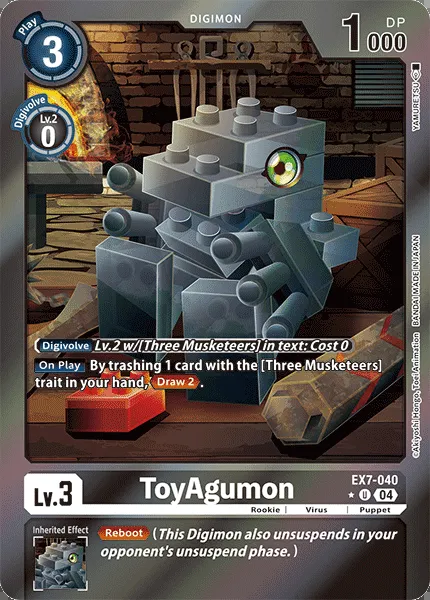 Play
3
DIGIMON
1000
DP
Digivolve
Lv.2
0
YAMURETSU
©Akiyoshi Hongo, Toei Animation BANDAI MADE IN JAPAN
(Digivolve Lv.2 w/[Three Musketeers] in text: Cost 0
On Play By trashing 1 card with the [Three Musketeers]
trait in your hand, Draw 2.
Lv.3
ToyAgumon
EX7-040
U 04
Rookie | Virus | Puppet
Inherited Effect
Reboot (This Digimon also unsuspends in your
opponent's unsuspend phase.)